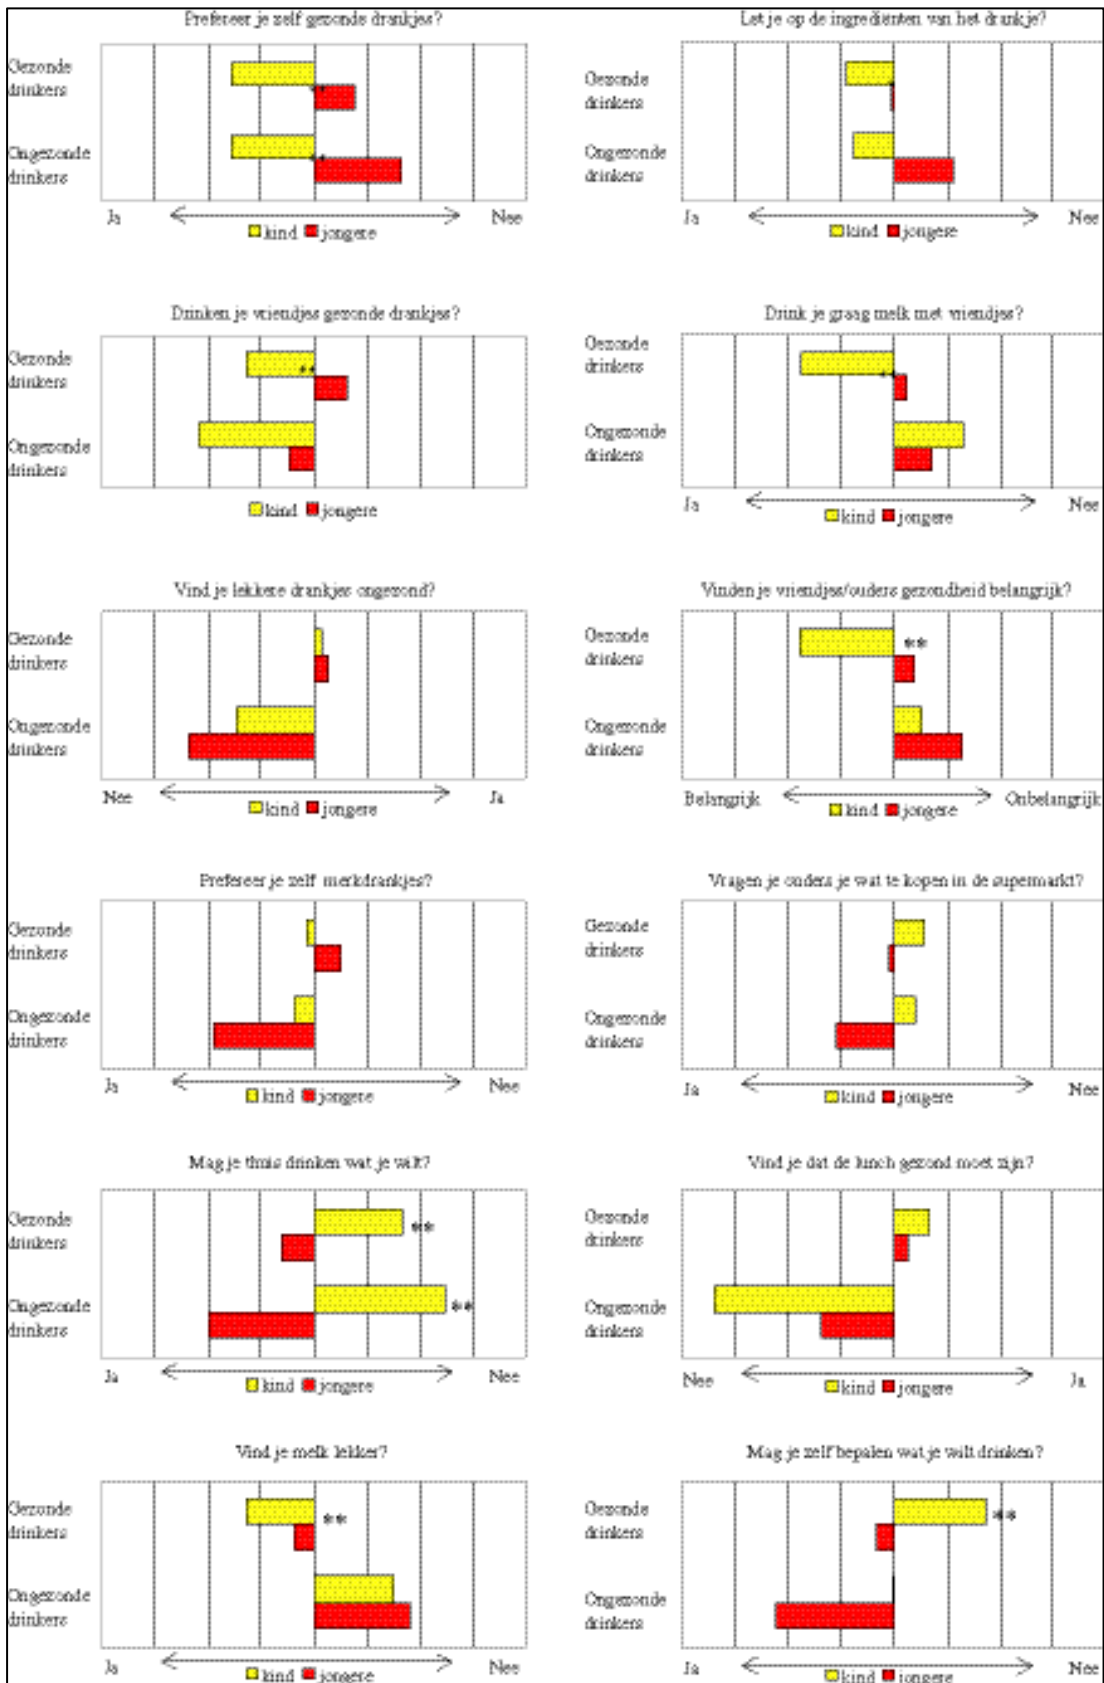 Prefereer je zelf gezonde drankjes?
Gezonde
drinkers
**
Ongezonde
drinkers
**
Ja
Nee
kind jongere
Let je op de ingrediënten van het drankje?
Gezonde
drinkers
Ongezonde
drinkers
Ja
Nee
kind jongere
Drinken je vriendjes gezonde drankjes?
Gezonde
drinkers
**
Ongezonde
drinkers
kind jongere
Drink je graag melk met vriendjes?
Gezonde
drinkers
**
Ongezonde
drinkers
Ja
Nee
kind jongere
Vind je lekkere drankjes ongezond?
Gezonde
drinkers
Ongezonde
drinkers
Nee
Ja
kind jongere
Vinden je vriendjes/ouders gezondheid belangrijk?
Gezonde
drinkers
**
Ongezonde
drinkers
Belangrijk
Onbelangrijk
kind jongere
Prefereer je zelf merkdrankjes?
Gezonde
drinkers
Ongezonde
drinkers
Ja
Nee
kind jongere
Vragen je ouders je wat te kopen in de supermarkt?
Gezonde
drinkers
Ongezonde
drinkers
Ja
Nee
kind jongere
Mag je thuis drinken wat je wilt?
Gezonde
drinkers
**
Ongezonde
drinkers
**
Ja
Nee
kind jongere
Vind je dat de lunch gezond moet zijn?
Gezonde
drinkers
Ongezonde
drinkers
Nee
Ja
kind jongere
Vind je melk lekker?
Gezonde
drinkers
**
Ongezonde
drinkers
Ja
Nee
kind jongere
Mag je zelf bepalen wat je wilt drinken?
Gezonde
drinkers
**
Ongezonde
drinkers
Ja
Nee
kind jongere